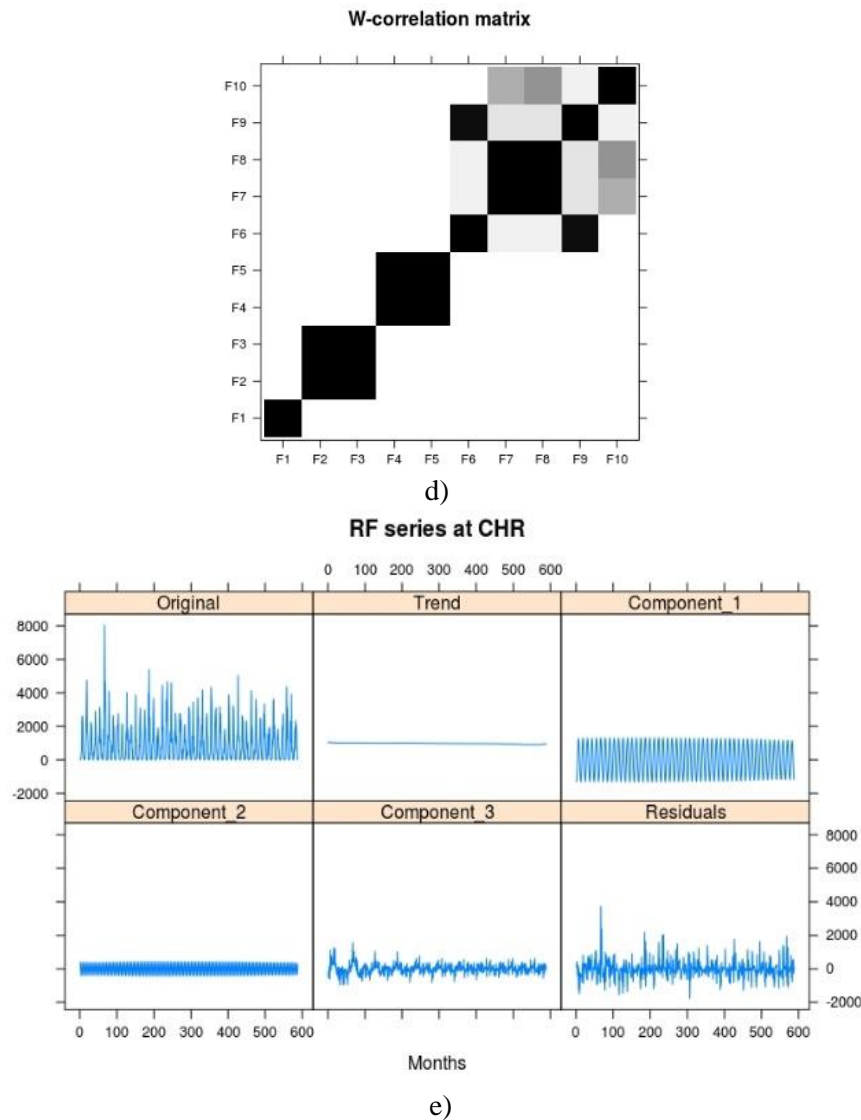 W-correlation matrix
F10
F9
F8
F7
F6
F5
F4
F3
F2
F1
F1 F2 F3 F4 F5 F6 F7 F8 F9 F10
d)
RF series at CHR
0 100 200 300 400 500 600
Original Trend Component_1
8000
6000
4000
2000
0
-2000
Component_2 Component_3 Residuals
8000
6000
4000
2000
0
-2000
0 100 200 300 400 500 600 0 100 200 300 400 500 600
Months
e)